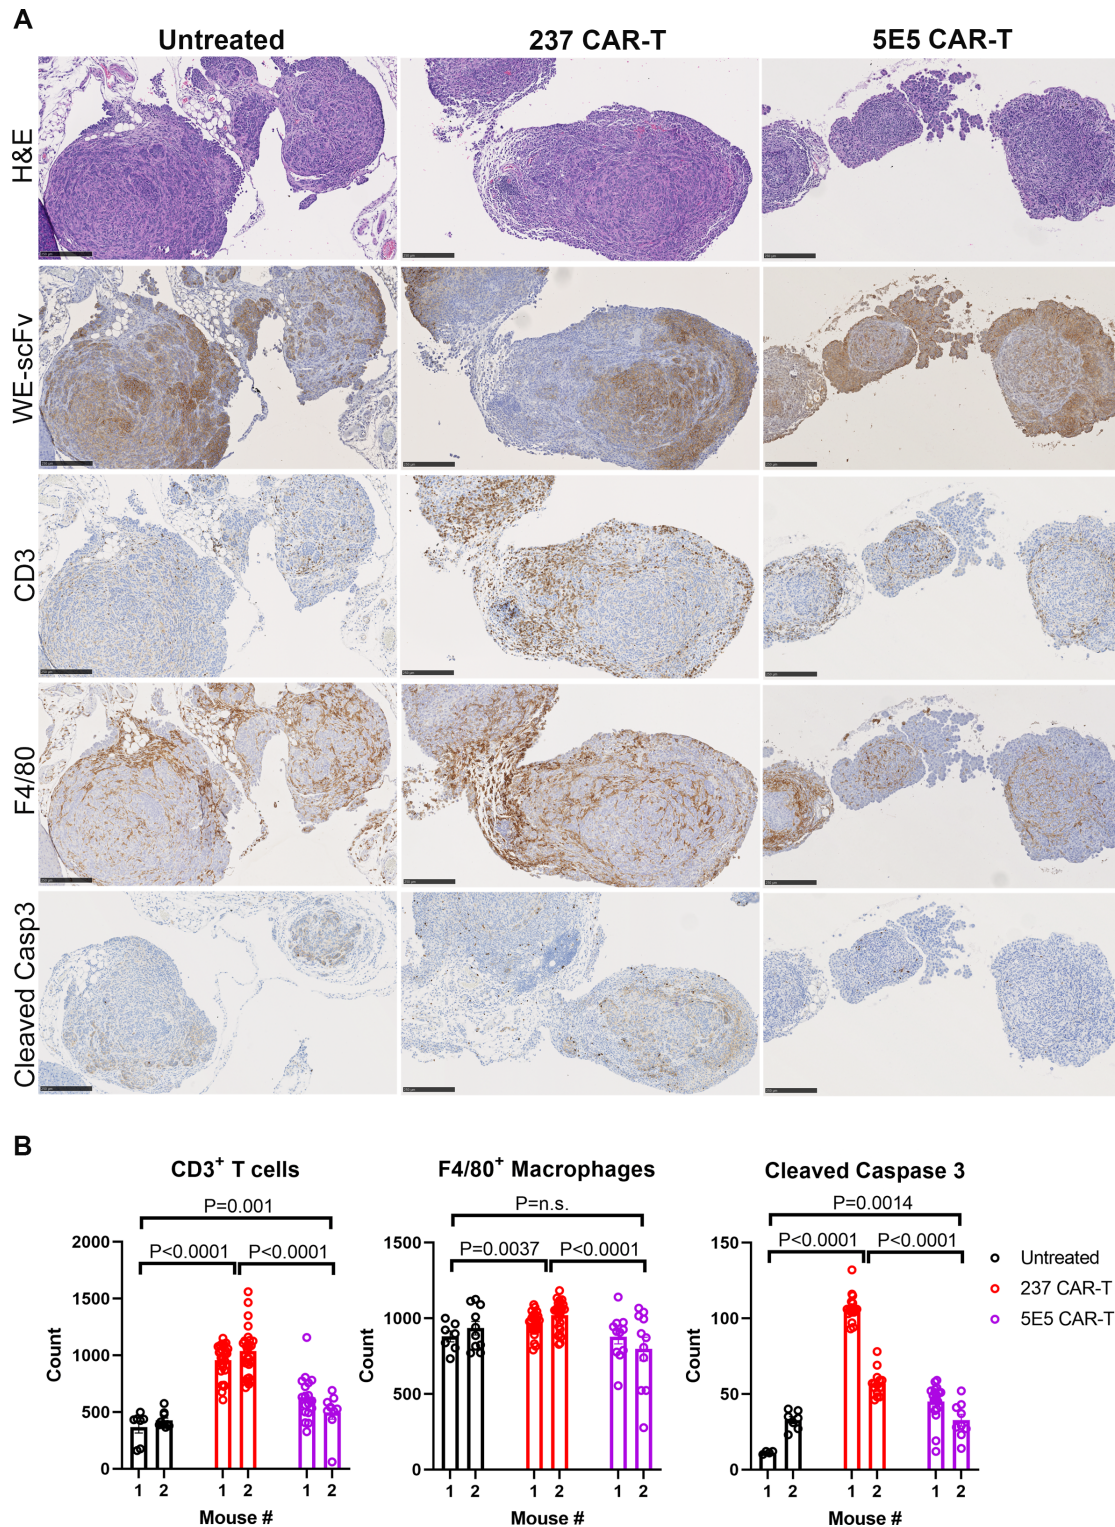 A
Untreated
237 CAR-T
5E5 CAR-T
H&E
WE-scFv
CD3
F4/80
Cleaved Casp3
B
CD3+ T cells
P=0.001
P<0.0001
P<0.0001
2000
1500
1000
500
0
Count
1 2 1 2 1 2
Mouse #
F4/80+ Macrophages
P=n.s.
P=0.0037
P<0.0001
1500
1000
500
0
Count
1 2 1 2 1 2
Mouse #
Cleaved Caspase 3
P=0.0014
P<0.0001
P<0.0001
150
100
50
0
Count
1 2 1 2 1 2
Mouse #
Untreated
237 CAR-T
5E5 CAR-T